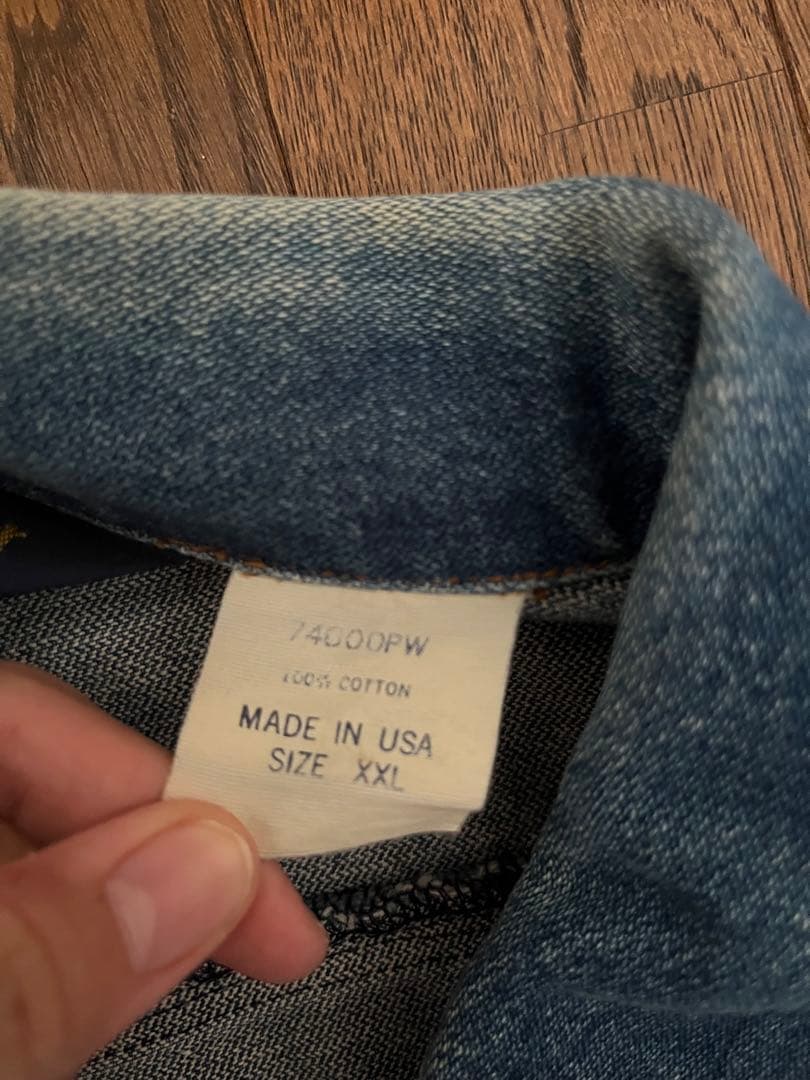 74000PW
100% COTTON
MADE IN USA
SIZE XXL